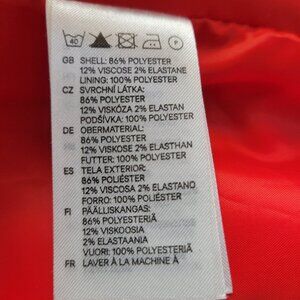 40 P
GB SHELL: 86% POLYESTER
12% VISCOSE 2% ELASTANE
LINING: 100% POLYESTER
CZ SVRCHNÍ LÁTKA:
86% POLYESTER
12% VISKÓZA 2% ELASTAN
PODŠÍVKA: 100% POLYESTER
DE OBERMATERIAL:
86% POLYESTER
12% VISKOSE 2% ELASTHAN
FUTTER: 100% POLYESTER
ES TELA EXTERIOR:
86% POLIÉSTER
12% VISCOSA 2% ELASTANO
FORRO: 100% POLIÉSTER
FI PÄÄLLISKANGAS:
86% POLYESTERIÄ
12% VISKOOSIA
2% ELASTAANIA
VUORI: 100% POLYESTERIÄ
FR LAVER À LA MACHINE À